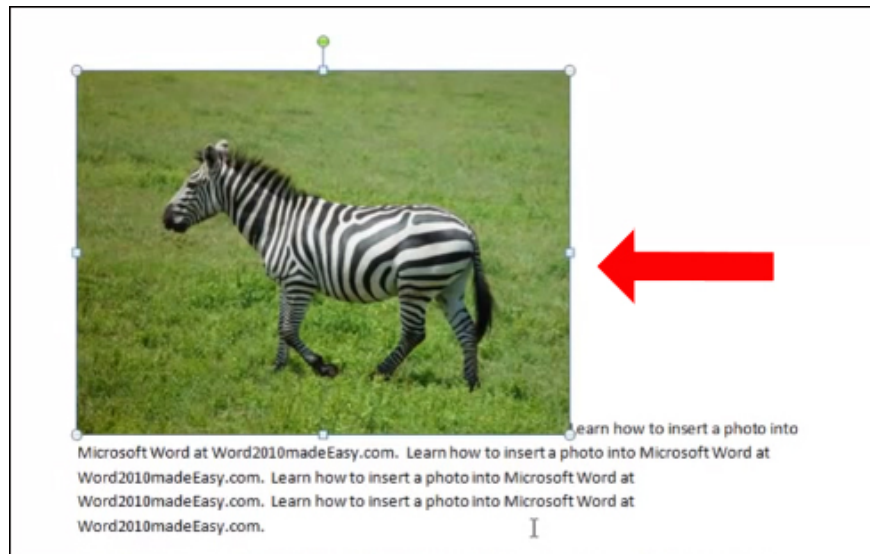 Learn how to insert a photo into
Microsoft Word at Word2010madeEasy.com.  Learn how to insert a photo into Microsoft Word at
Word2010madeEasy.com.  Learn how to insert a photo into Microsoft Word at
Word2010madeEasy.com.  Learn how to insert a photo into Microsoft Word at
Word2010madeEasy.com.